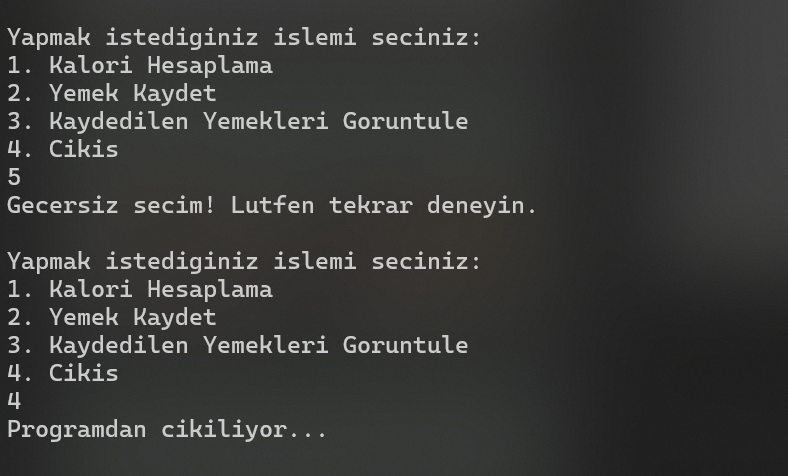 Yapmak istediginiz islemi seciniz:
1. Kalori Hesaplama
2. Yemek Kaydet
3. Kaydedilen Yemekleri Goruntule
4. Cikis
5
Gecersiz secim! Lutfen tekrar deneyin.
Yapmak istediginiz islemi seciniz:
1. Kalori Hesaplama
2. Yemek Kaydet
3. Kaydedilen Yemekleri Goruntule
4. Cikis
4
Programdan cikiliyor...